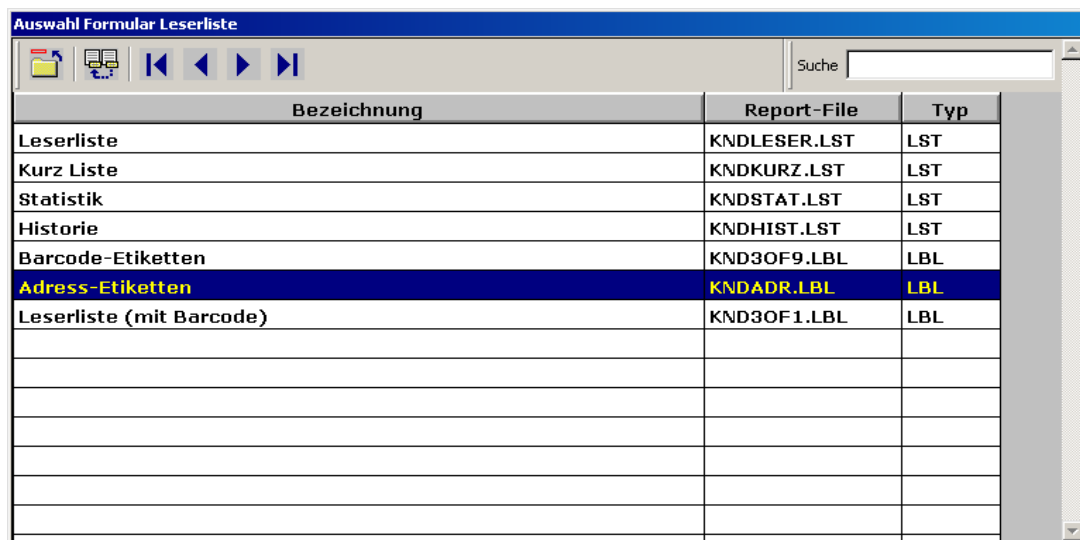 Auswahl Formular Leserliste
Suche
Bezeichnung Report-File Typ
Leserliste KNDLESER.LST LST
Kurz Liste KNDKURZ.LST LST
Statistik KNDSTAT.LST LST
Historie KNDHIST.LST LST
Barcode-Etiketten KND3OF9.LBL LBL
Adress-Etiketten KNDADR.LBL LBL
Leserliste (mit Barcode) KND3OF1.LBL LBL